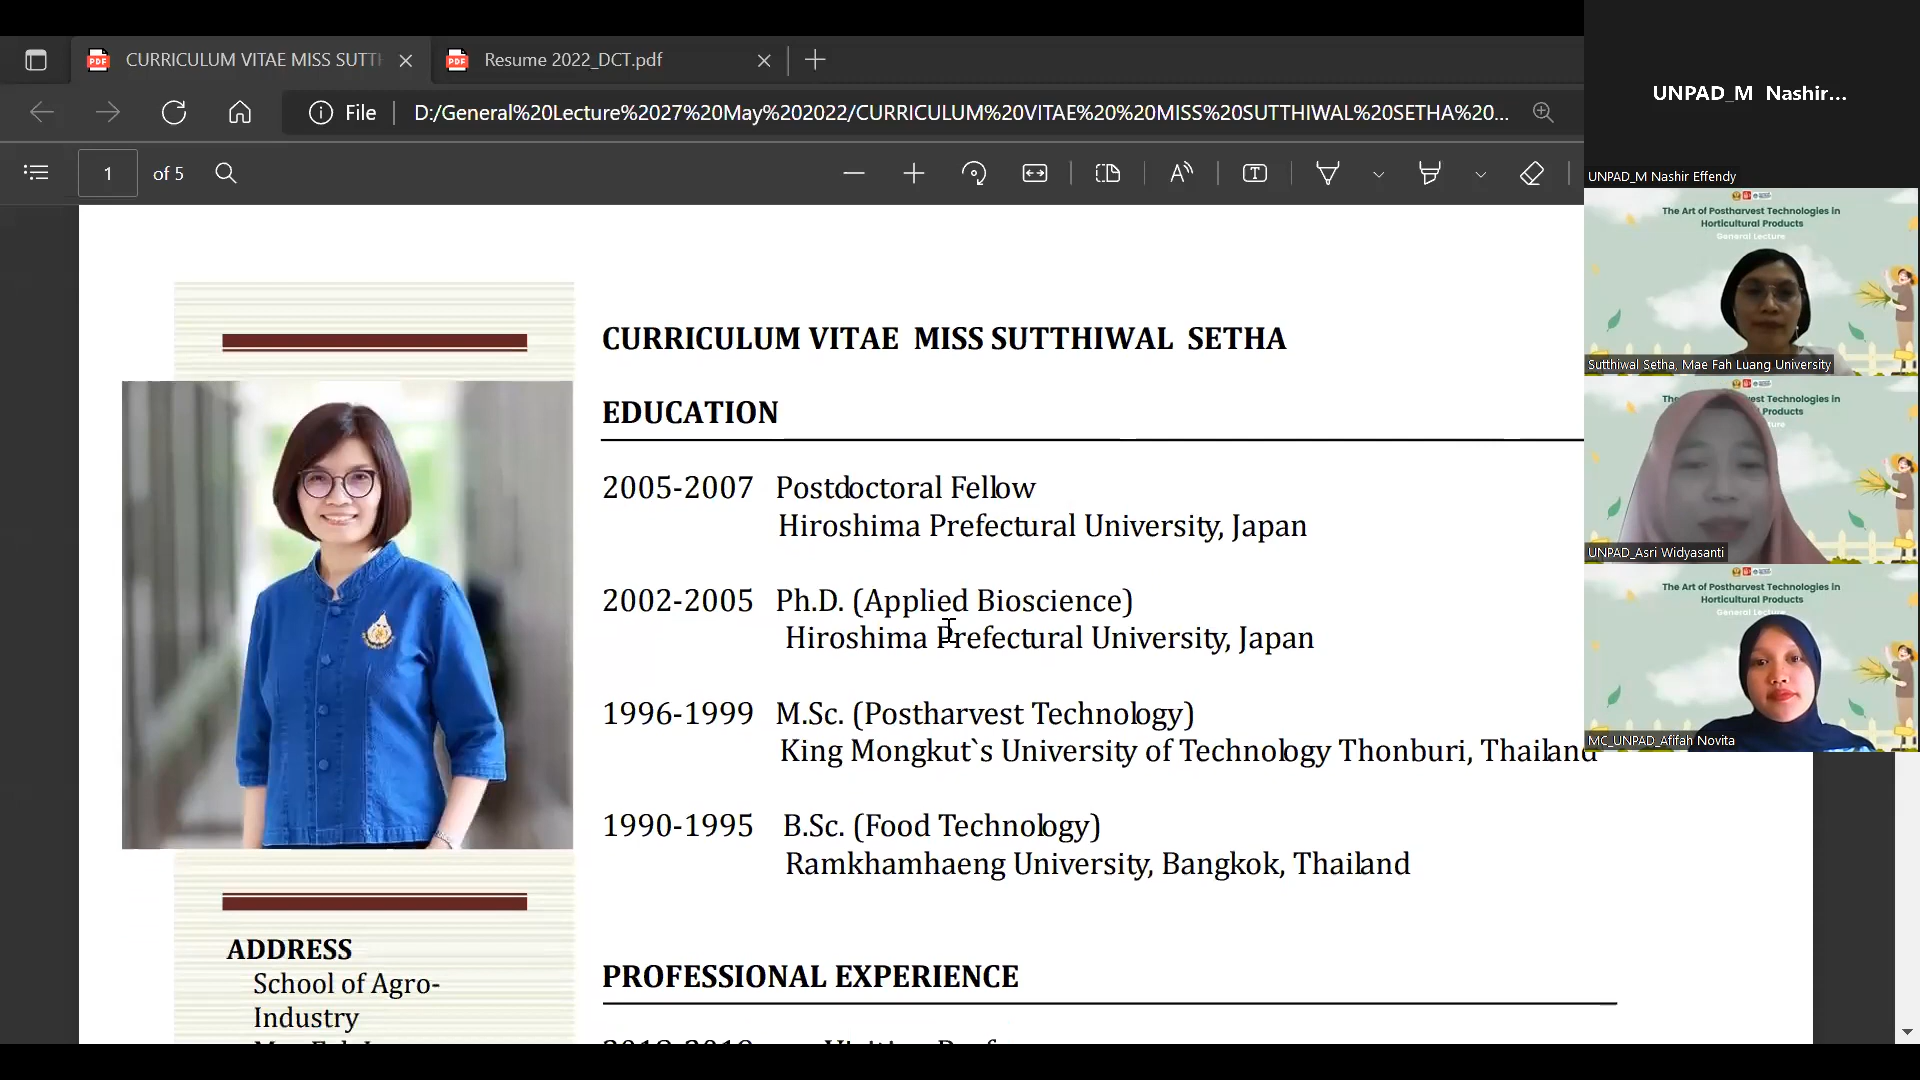 CURRICULUM VITAE MISS SUTTH
Resume 2022_DCT.pdf
File
D:/General%20Lecture%2027%20May%202022/CURRICULUM%20VITAE%20%20MISS%20SUTTHIWAL%20SETHA%20...
1
of 5
CURRICULUM VITAE MISS SUTTHIWAL SETHA
EDUCATION
2005-2007 Postdoctoral Fellow
Hiroshima Prefectural University, Japan
2002-2005 Ph.D. (Applied Bioscience)
Hiroshima Prefectural University, Japan
1996-1999 M.Sc. (Postharvest Technology)
King Mongkut`s University of Technology Thonburi, Thailand
1990-1995 B.Sc. (Food Technology)
Ramkhamhaeng University, Bangkok, Thailand
PROFESSIONAL EXPERIENCE
ADDRESS
School of Agro-
Industry
UNPAD_M Nashir...
UNPAD_M Nashir Effendy
The Art of Postharvest Technologies in
Horticultural Products
General Lecture
Sutthiwal Setha, Mae Fah Luang University
Products
UNPAD_Asri Widyasanti
The Art of Postharvest Technologies in
Horticultural Products
General Lecture
MC_UNPAD_Afifah Novita